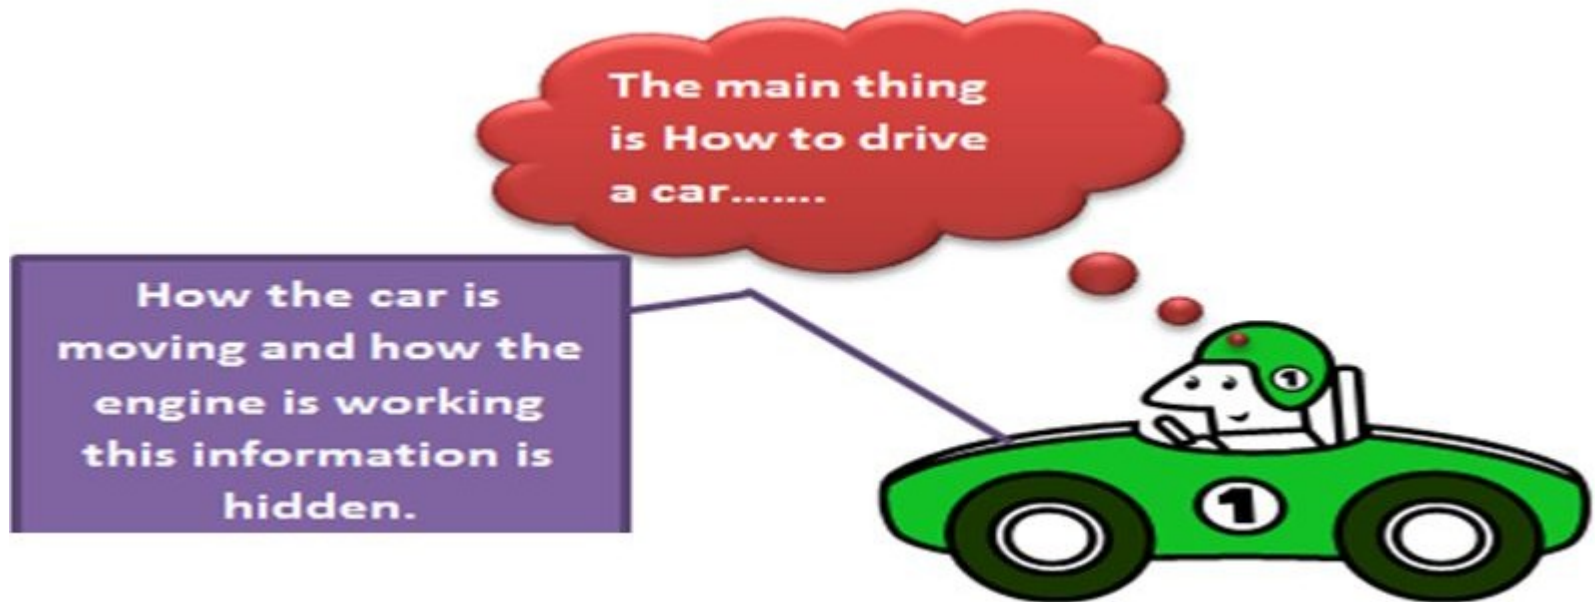 The main thing
is How to drive
a car.......
How the car is
moving and how the
engine is working
this information is
hidden.
1
1